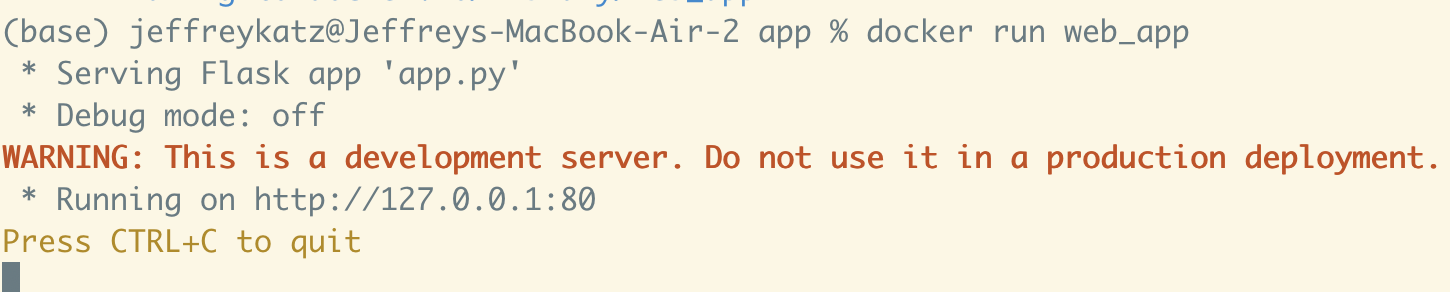 (base) jeffreykatz@Jeffreys-MacBook-Air-2 app % docker run web_app
 * Serving Flask app 'app.py'
 * Debug mode: off
WARNING: This is a development server. Do not use it in a production deployment.
 * Running on http://127.0.0.1:80
Press CTRL+C to quit